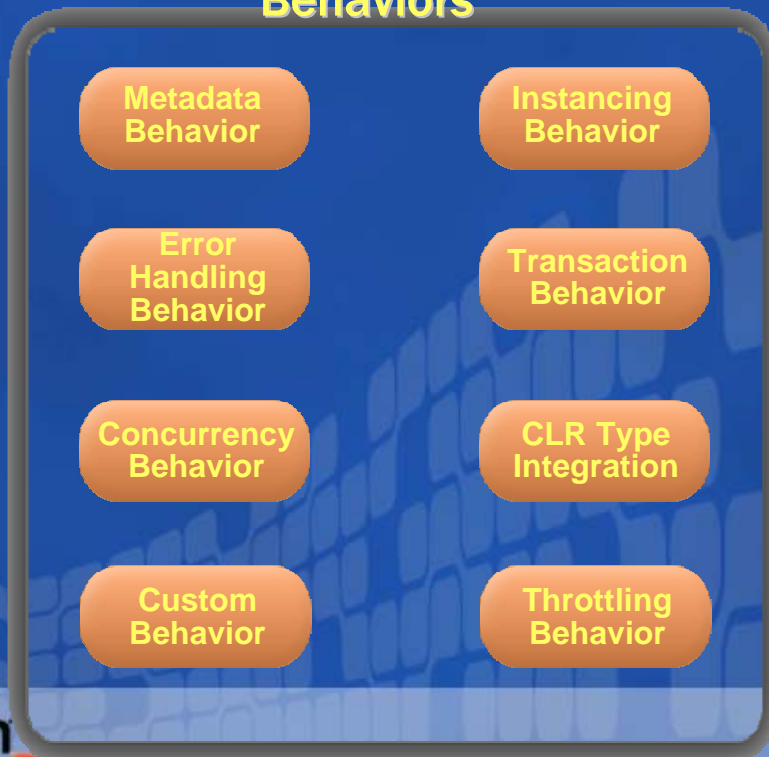 Behaviors
Metadata
Behavior
Instancing
Behavior
Error
Handling
Behavior
Transaction
Behavior
Concurrency
Behavior
CLR Type
Integration
Custom
Behavior
Throttling
Behavior